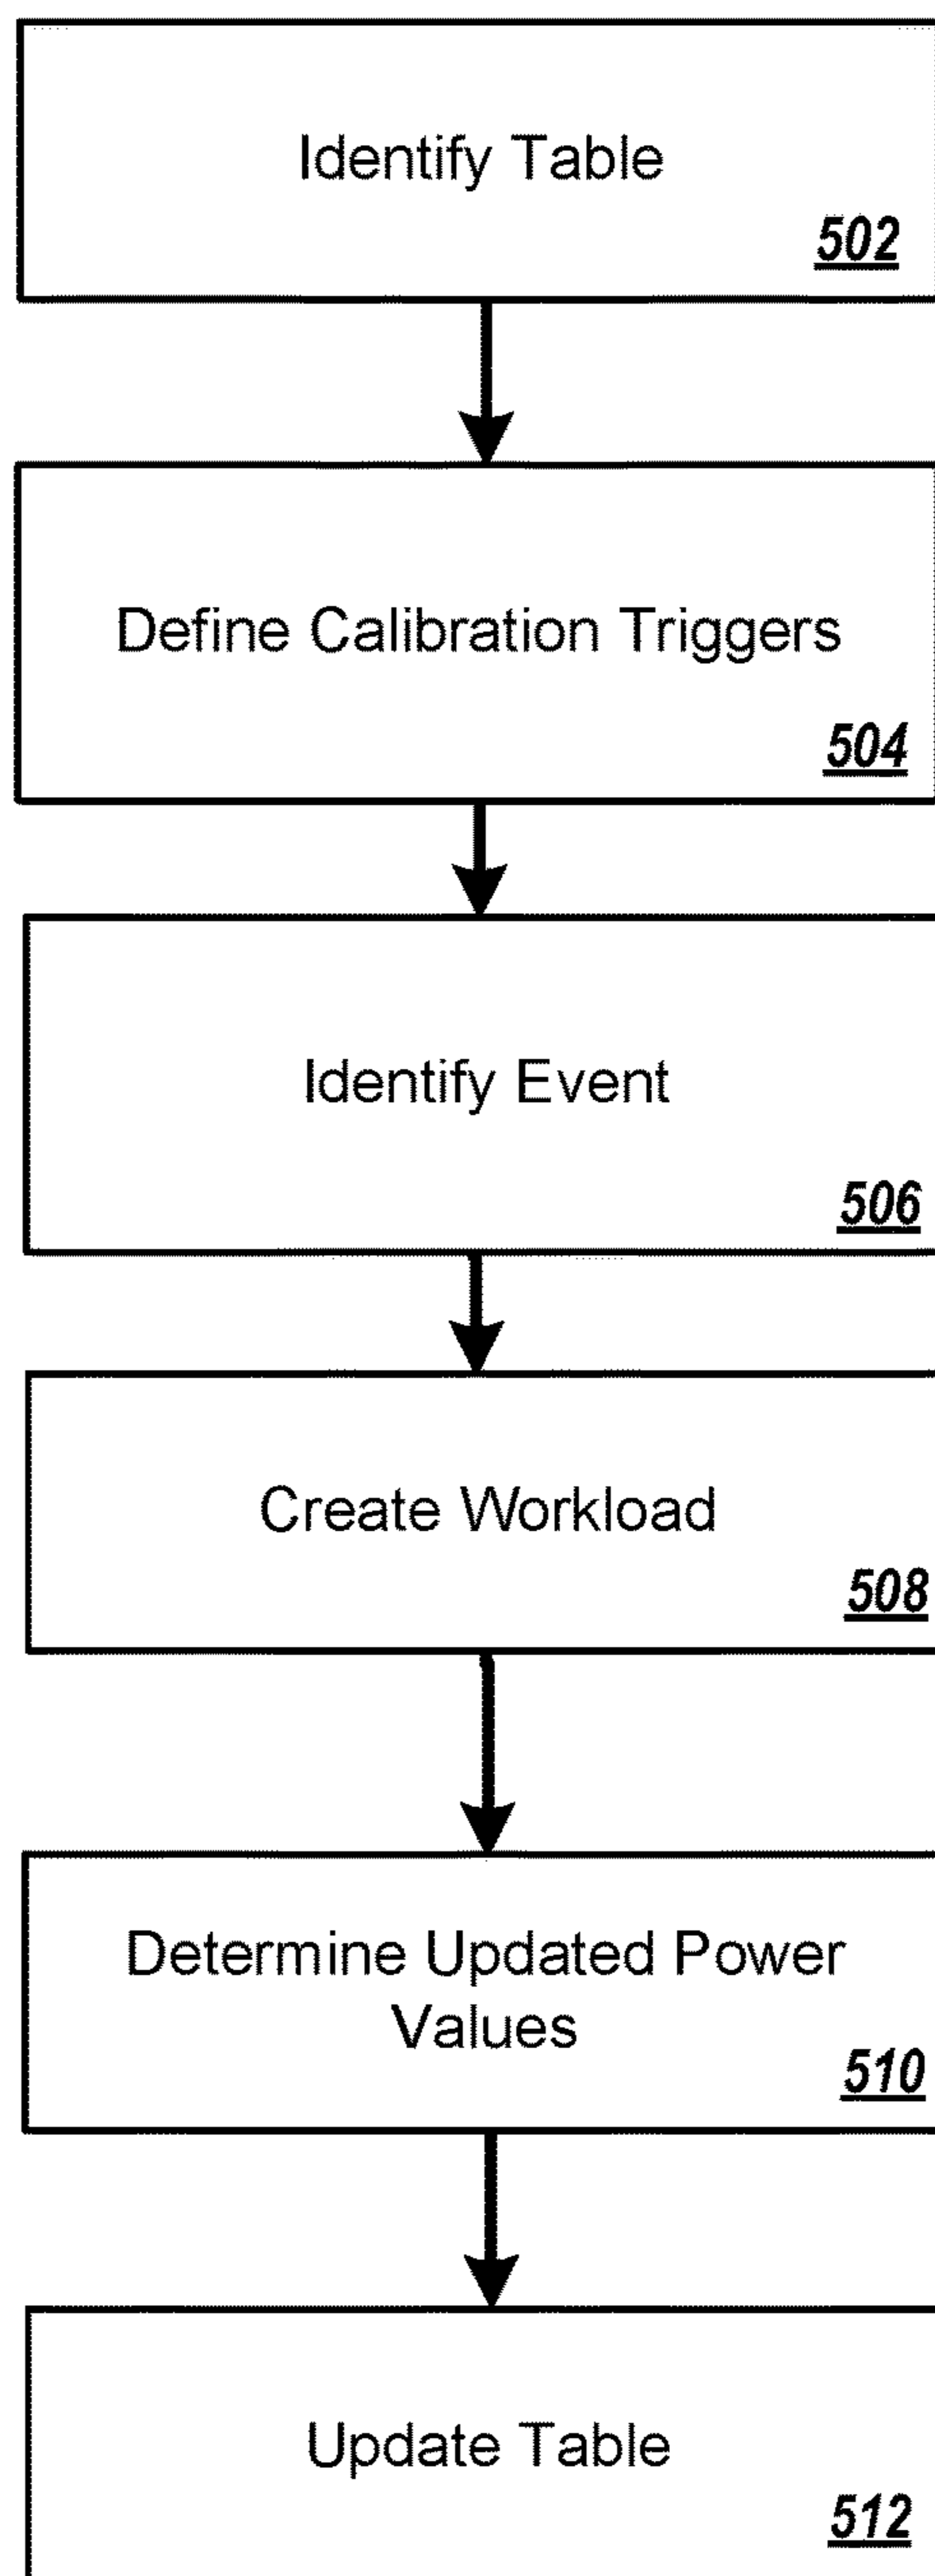 Identify Table
502
Define Calibration Triggers
504
Identify Event
506
Create Workload
508
Determine Updated Power
Values
510
Update Table
512